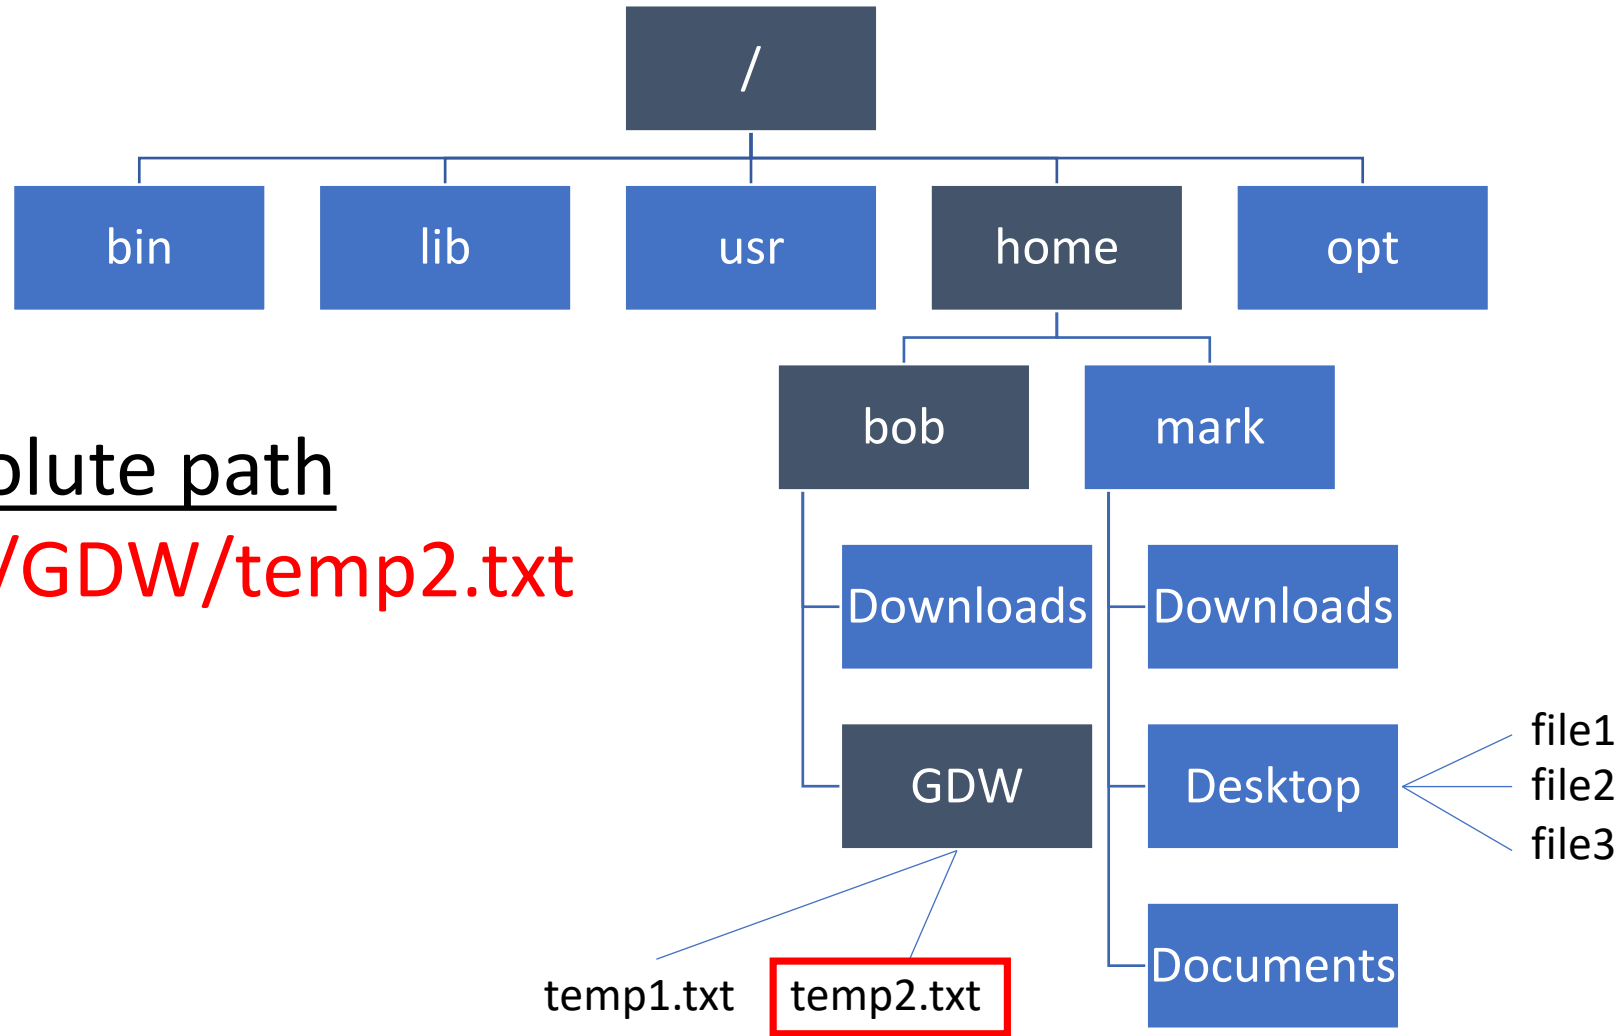 /
bin lib usr home opt
bob mark
olute path
/GDW/temp2.txt
Downloads Downloads
GDW Desktop
file1
file2
file3
Documents
temp1.txt temp2.txt